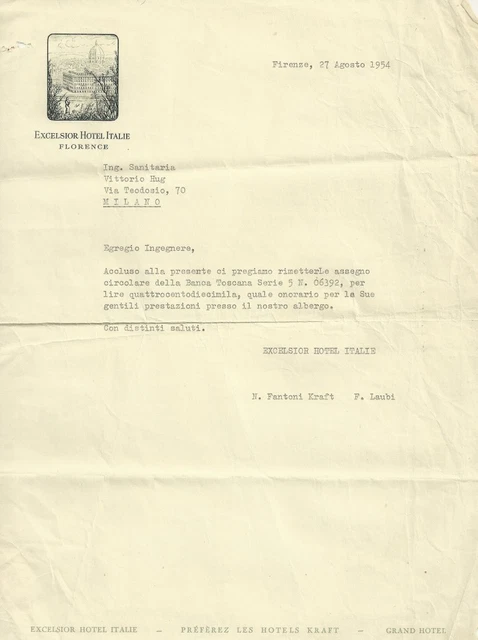 EXCELSIOR HOTEL ITALIE
FLORENCE
Firenze, 27 Agosto 1954
Ing. Sanitaria
Vittorio Hug
Via Teodosio, 70
M I L A N O
Egregio Ingegnere,
Accluso alla presente ci pregiamo rimetterLe assegno
circolare della Banca Toscana Serie 5 N. 06392, per
lire quattrocentodiecimila, quale onorario per le Sue
gentili prestazioni presso il nostro albergo.
Con distinti saluti.
EXCELSIOR HOTEL ITALIE
N. Fantoni Kraft F. Laubi
EXCELSIOR HOTEL ITALIE — PRÉFÉREZ LES HOTELS KRAFT — GRAND HOTEL